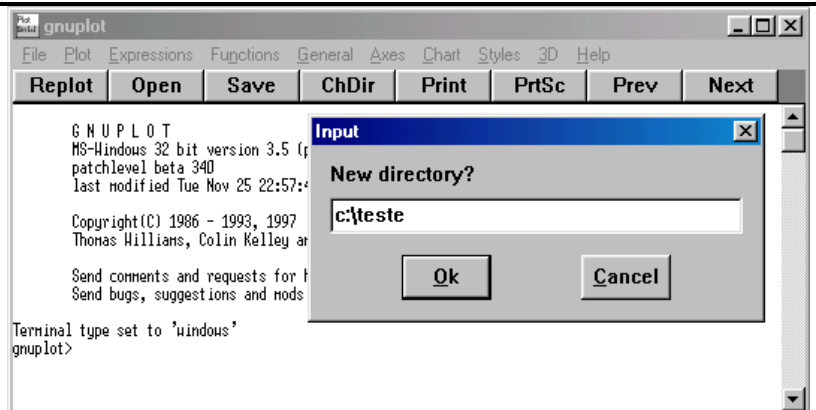 gnuplot
File Plot Expressions Functions General Axes Chart Styles 3D Help
Replot Open Save ChDir Print PrtSc Prev Next
G N U P L O T
MS-Windows 32 bit version 3.5
patchlevel beta 340
last modified Tue Nov 25
Copyright(C) 1986 - 1993, 1997
Thomas Williams, Colin Kelley
Send comments and requests for
Send bugs, suggestions and mods
Terminal type set to 'windows'
gnuplot>
Input
New directory?
c:\teste
Ok Cancel